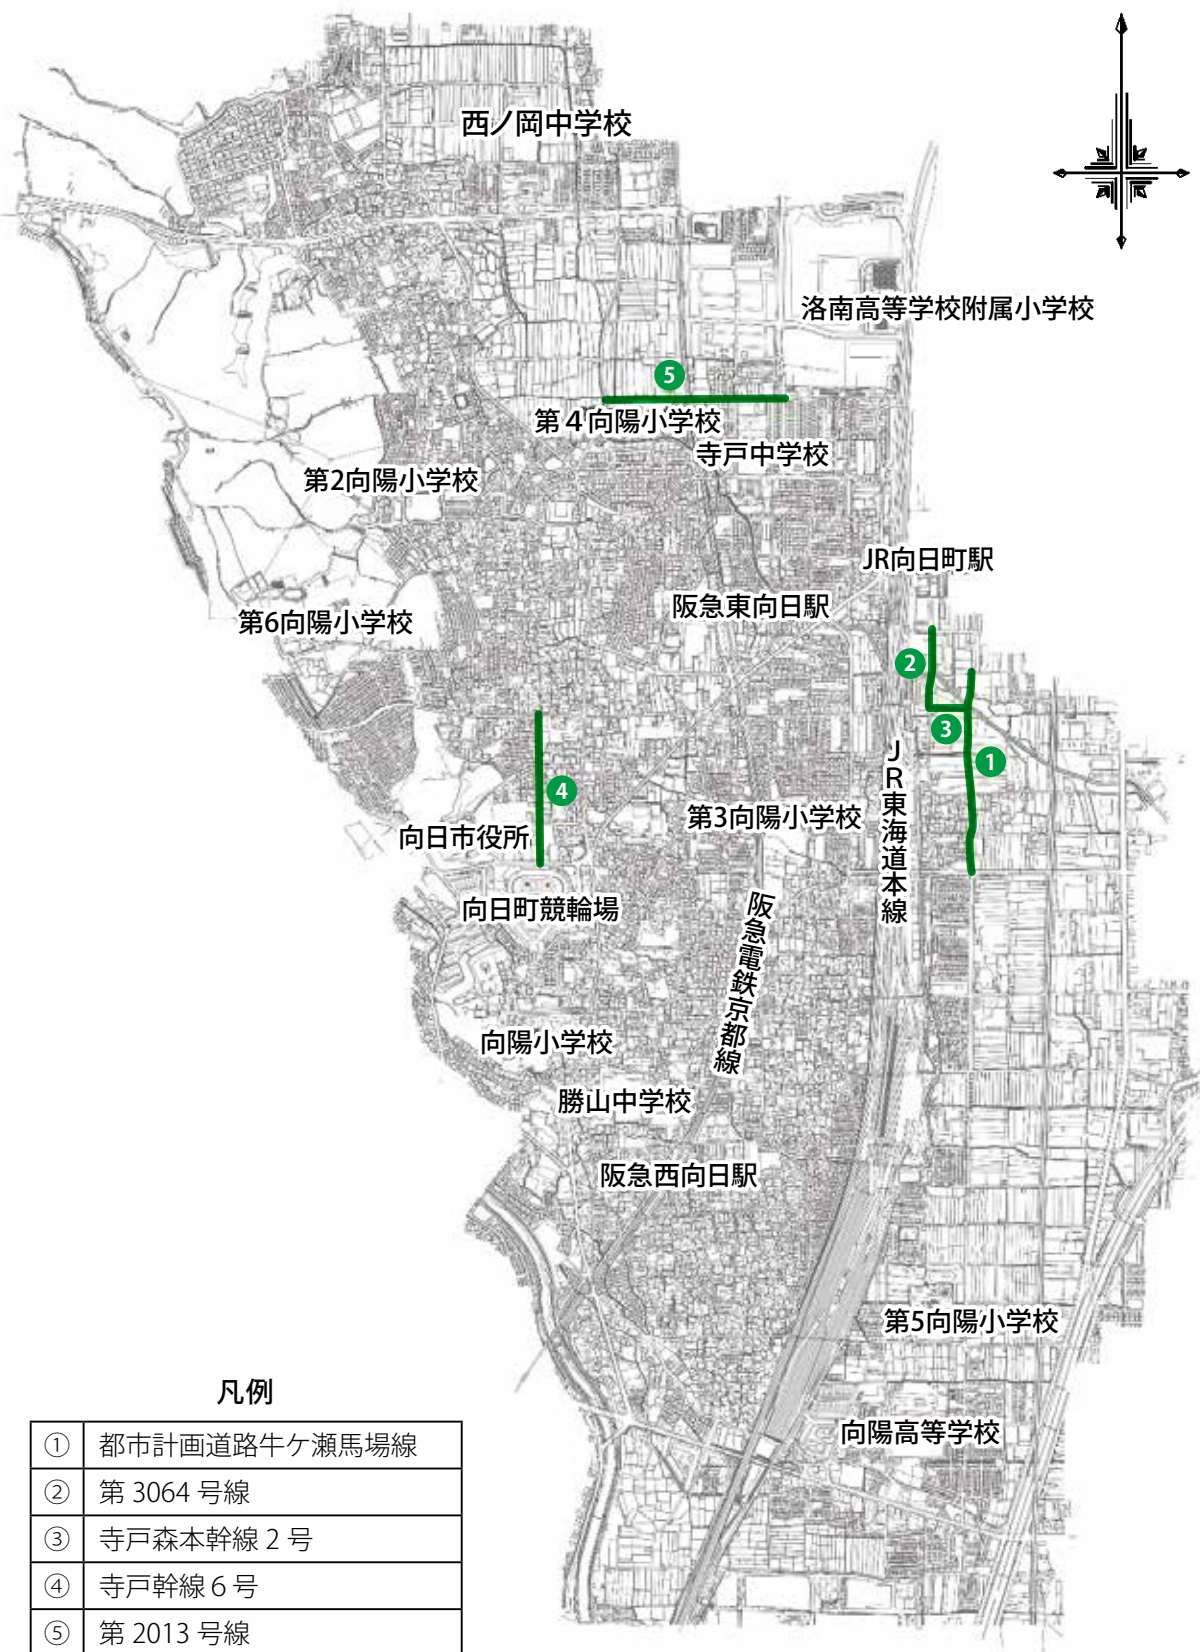 西ノ岡中学校
洛南高等学校附属小学校
5
第４向陽小学校
寺戸中学校
第2向陽小学校
JR向日町駅
阪急東向日駅
第6向陽小学校
2
3
1
JR東海道本線
4
第3向陽小学校
向日市役所
向日町競輪場
阪急電鉄京都線
向陽小学校
勝山中学校
阪急西向日駅
第5向陽小学校
向陽高等学校
凡例
① 都市計画道路牛ケ瀬馬場線
② 第 3064 号線
③ 寺戸森本幹線 2 号
④ 寺戸幹線 6 号
⑤ 第 2013 号線